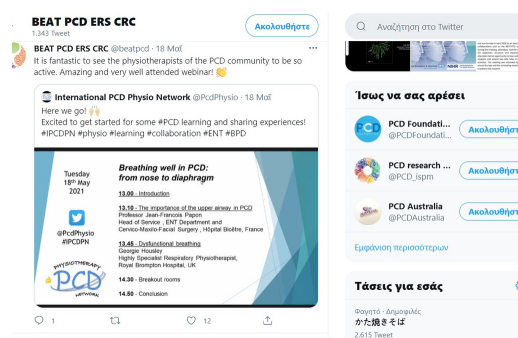 BEAT PCD ERS CRC
1.343 Tweet
Ακολουθήστε
BEAT PCD ERS CRC @beatpcd · 18 Μαΐ
It is fantastic to see the physiotherapists of the PCD community to be so
active. Amazing and very well attended webinar! 👏
International PCD Physio Network @PcdPhysio · 18 Μαΐ
Here we go! 🙌
Excited to get started for some #PCD learning and sharing experiences!
#IPCDPN #physio #learning #collaboration #ENT #BPD
Tuesday
18th May
2021
@PcdPhysio
#IPCDPN
PHYSIOTHERAPY
PCD
NETWORK
Breathing well in PCD:
from nose to diaphragm
13.00 - Introduction
13.10 - The importance of the upper airway in PCD
Professor Jean-Francois Papon
Head of Service , ENT Department and
Cervico-Maxilo-Facial Surgery , Hôpital Bicêtre, France
13.45 - Dysfunctional breathing
Georgie Housley
Highly Specialist Respiratory Physiotherapist,
Royal Brompton Hospital, UK
14.30 - Breakout rooms
14.50 - Conclusion
1
12
Αναζήτηση στο Twitter
NIHR
Ίσως να σας αρέσει
PCD
PCD Foundati...
@PCDFoundati...
Ακολουθήστ
PCD research ...
@PCD_ispm
Ακολουθήστ
PCD Australia
@PCDAustralia
Ακολουθήστ
Εμφάνιση περισσότερων
Τάσεις για εσάς
Φαγητό · Δημοφιλές
かた焼きそば
2.615 Tweet